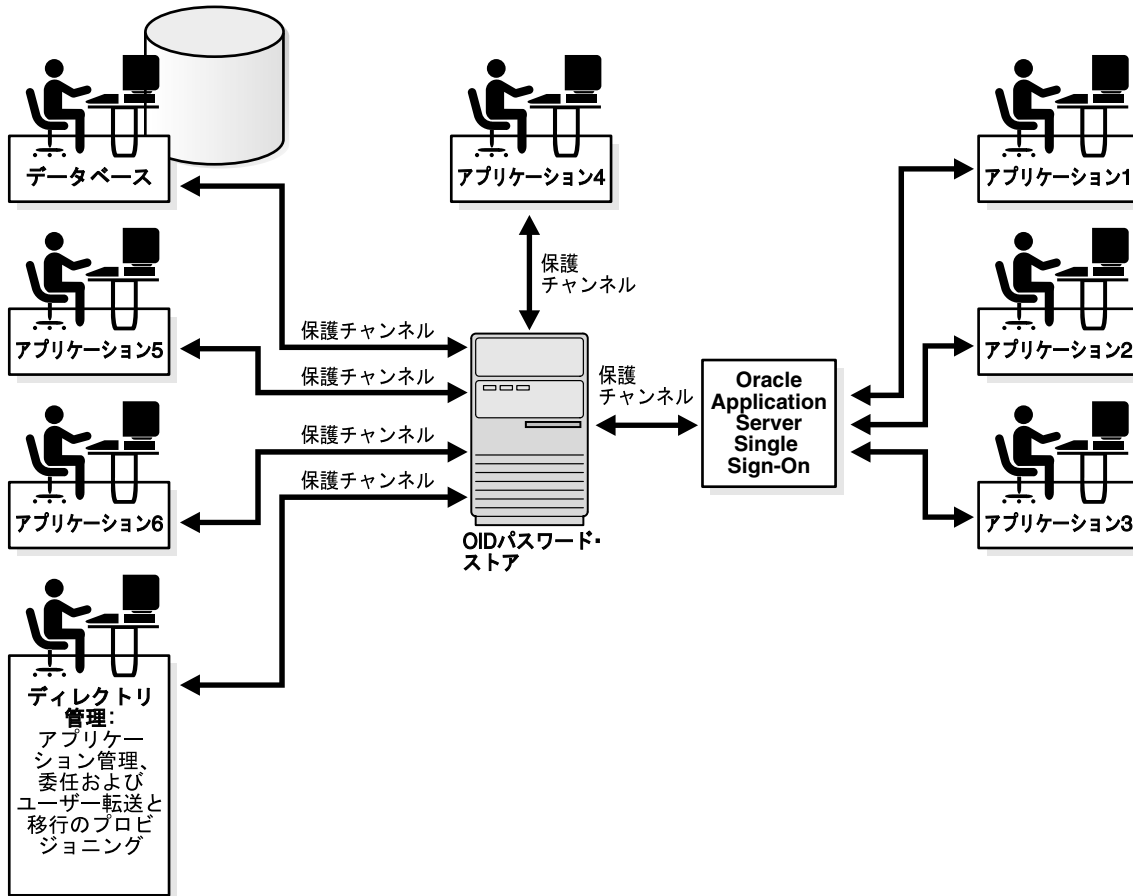 データベース
アプリケーション4
アプリケーション1
保護
チャンネル
アプリケーション5
保護チャンネル
保護チャンネル
保護
チャンネル
Oracle
Application
Server
Single
Sign-On
アプリケーション2
保護チャンネル
保護チャンネル
アプリケーション6
OIDパスワード・
ストア
アプリケーション3
ディレクトリ
管理:
アプリケー
ション管理、
委任および
ユーザー転送と
移行のプロビ
ジョニング